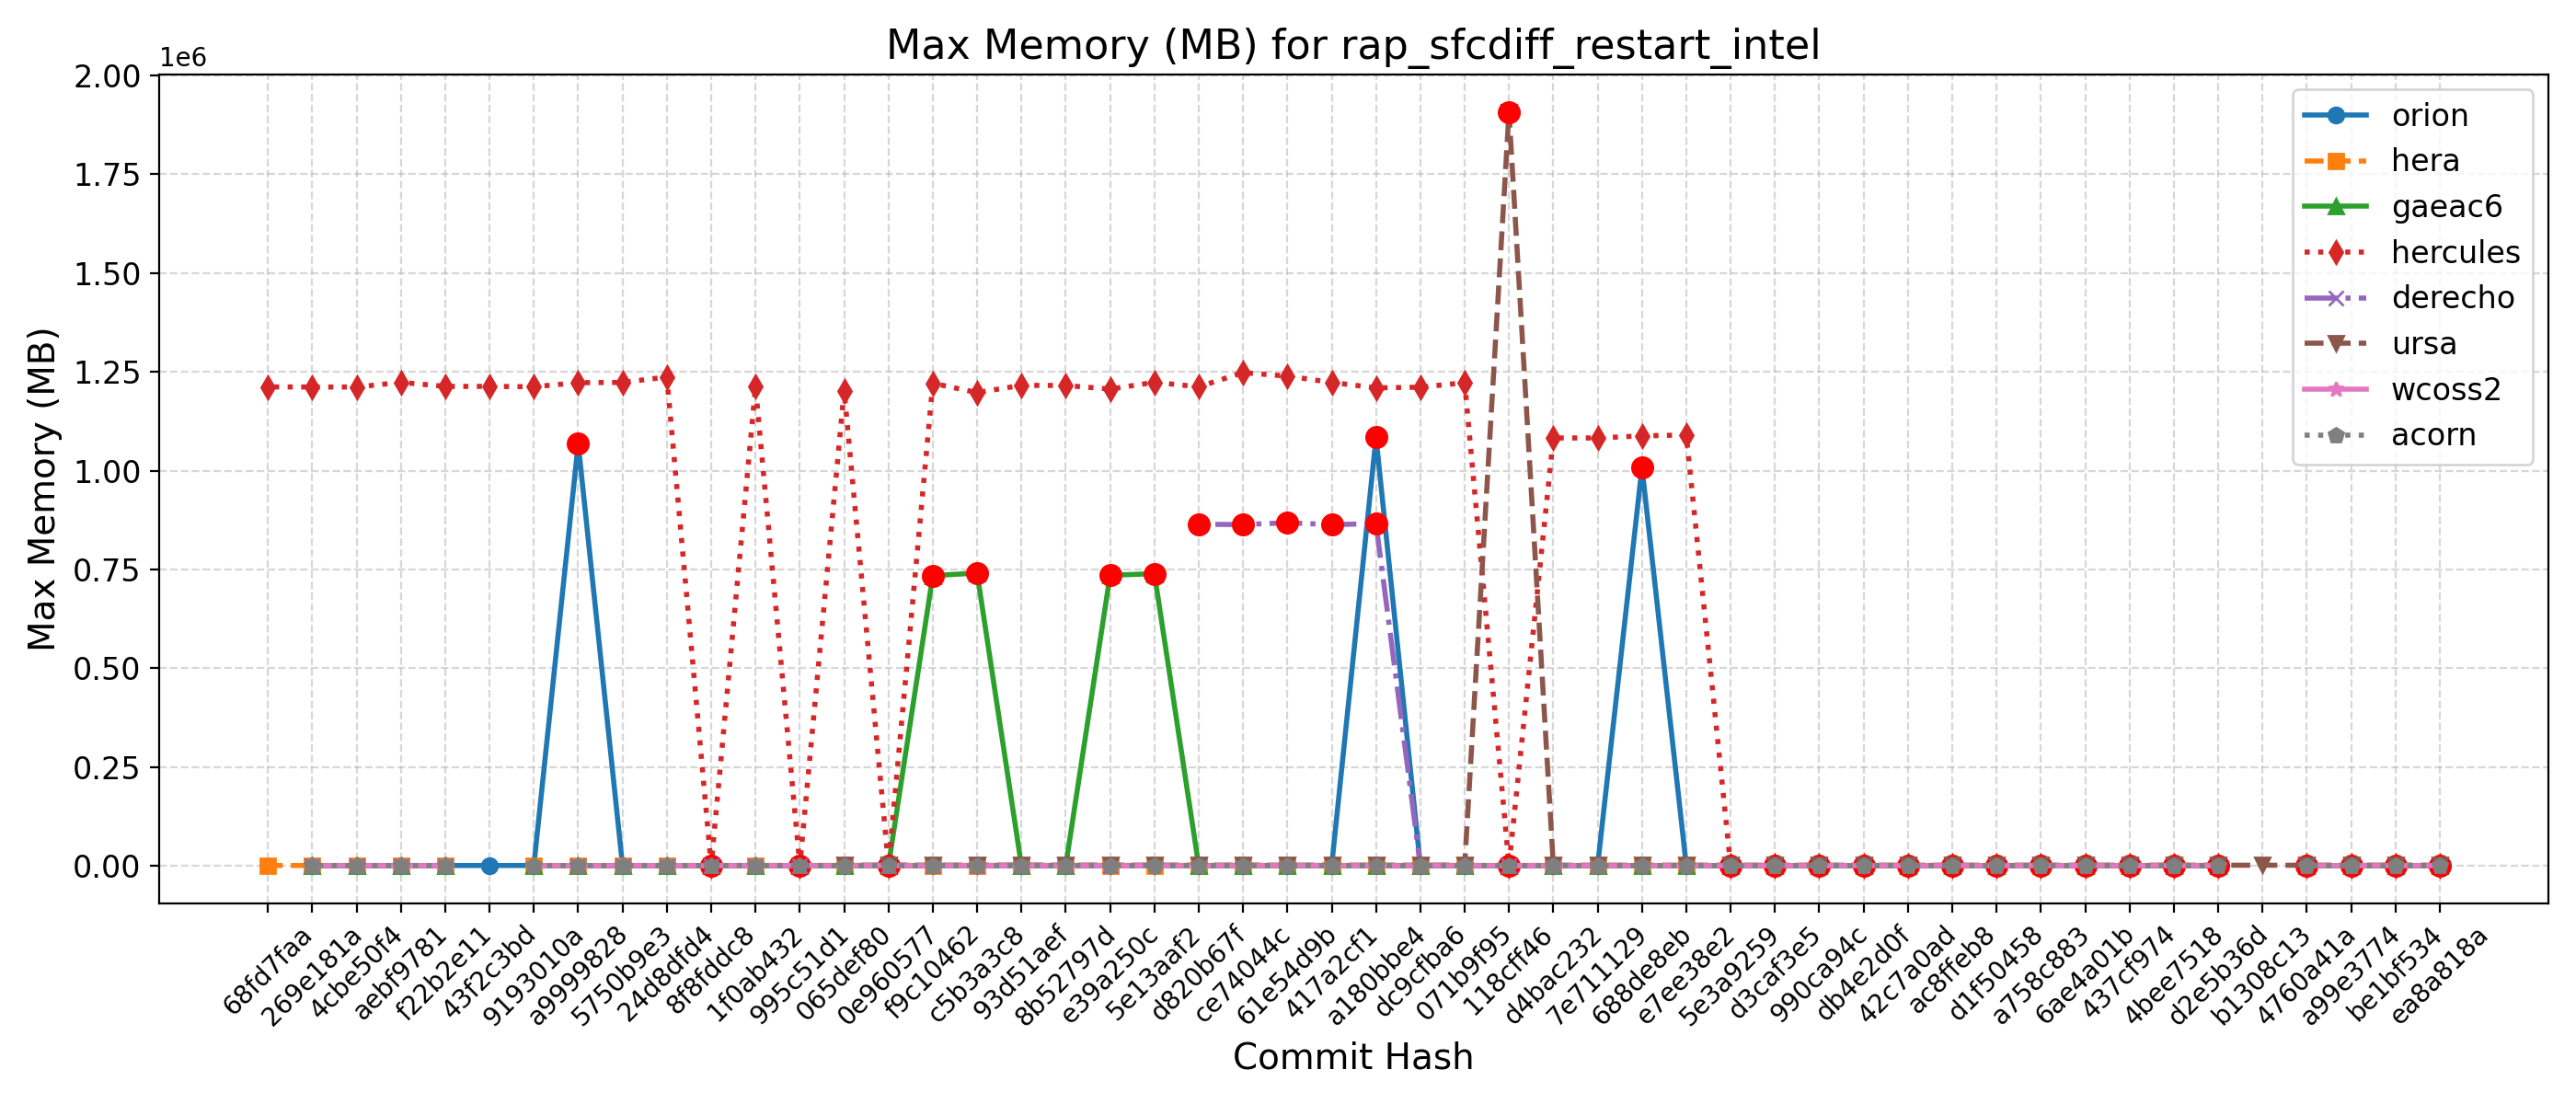 Max Memory (MB) for rap_sfcdiff_restart_intel
1e6
2.00
1.75
1.50
1.25
1.00
0.75
0.50
0.25
0.00
Max Memory (MB)
orion
hera
gaeac6
hercules
derecho
ursa
wcoss2
acorn
68fd7faa
269e181a
4cbe50f4
aebf9781
f22b2e11
43f2c3bd
9193010a
a9999828
5750b9e3
24d8dfd4
8f8fddc8
1f0ab432
995c51d1
065def80
0e960577
f9c10462
c5b3a3c8
93d51aef
8b52797d
e39a250c
5e13aaf2
d820b67f
ce74044c
61e54d9b
417a2cf1
a180bbe4
dc9cfba6
071b9f95
118cff46
d4bac232
7e711129
688de8eb
e7ee38e2
5e3a9259
d3caf3e5
990ca94c
db4e2d0f
42c7a0ad
ac8ffeb8
d1f50458
a758c883
6ae4a01b
437cf974
4bee7518
d2e5b36d
b1308c13
4760a41a
a99e3774
be1bf534
ea8a818a
Commit Hash